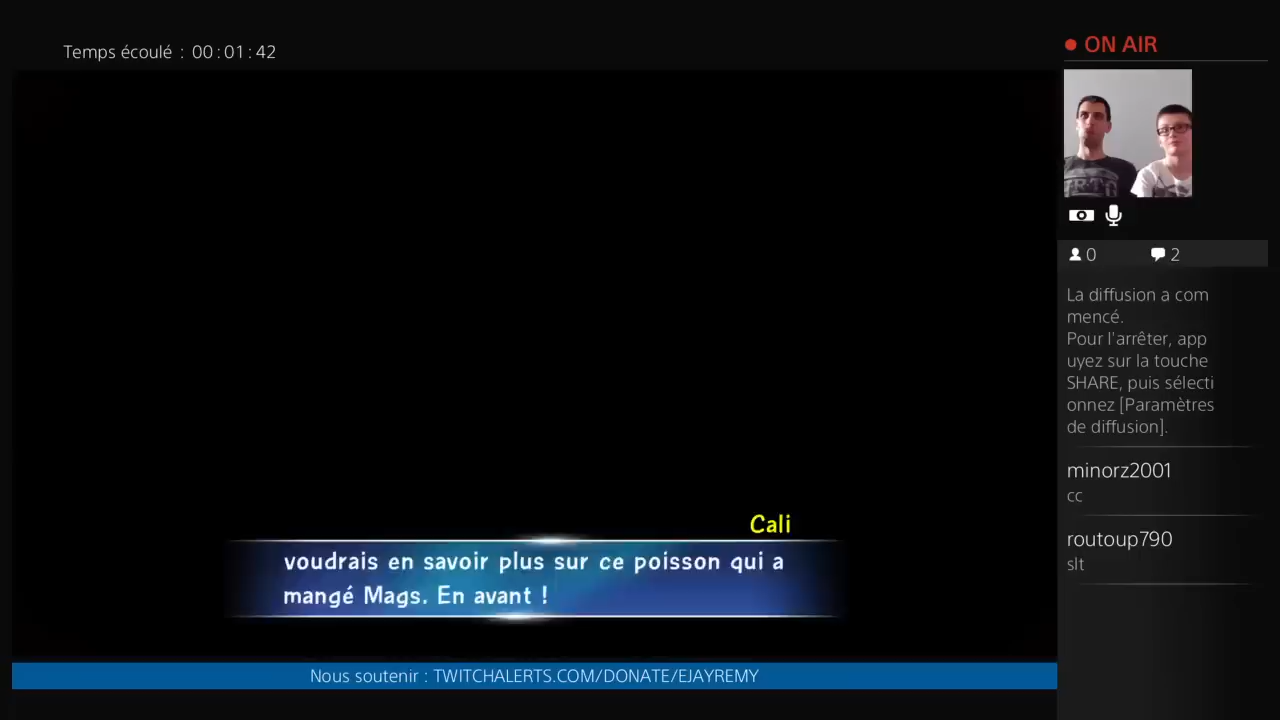 Temps écoulé : 00:01:42
ON AIR
0 2
La diffusion a com
mencé.
Pour l'arrêter, app
uyez sur la touche
SHARE, puis sélecti
onnez [Paramètres
de diffusion].
minorz2001
cc
routoup790
slt
Cali
voudrais en savoir plus sur ce poisson qui a
mangé Mags. En avant !
Nous soutenir : TWITCHALERTS.COM/DONATE/EJAYREMY